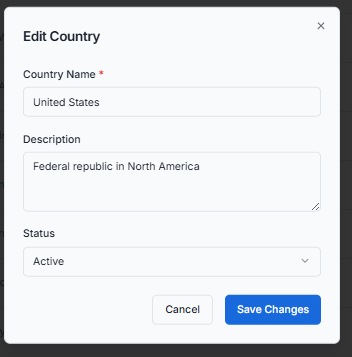 Edit Country
Country Name *
United States
Description
Federal republic in North America
Status
Active
Cancel
Save Changes